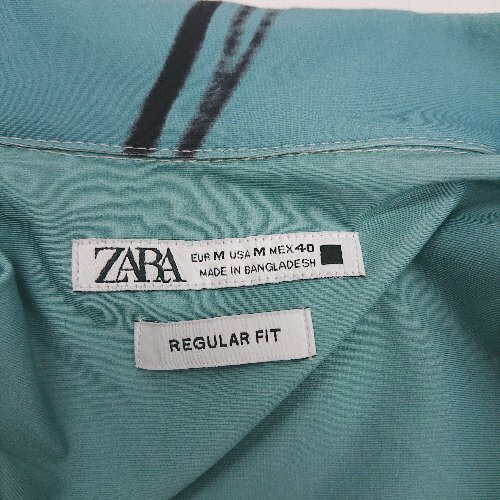 ZARA
EUR M USA M MEX 40
MADE IN BANGLADESH
REGULAR FIT